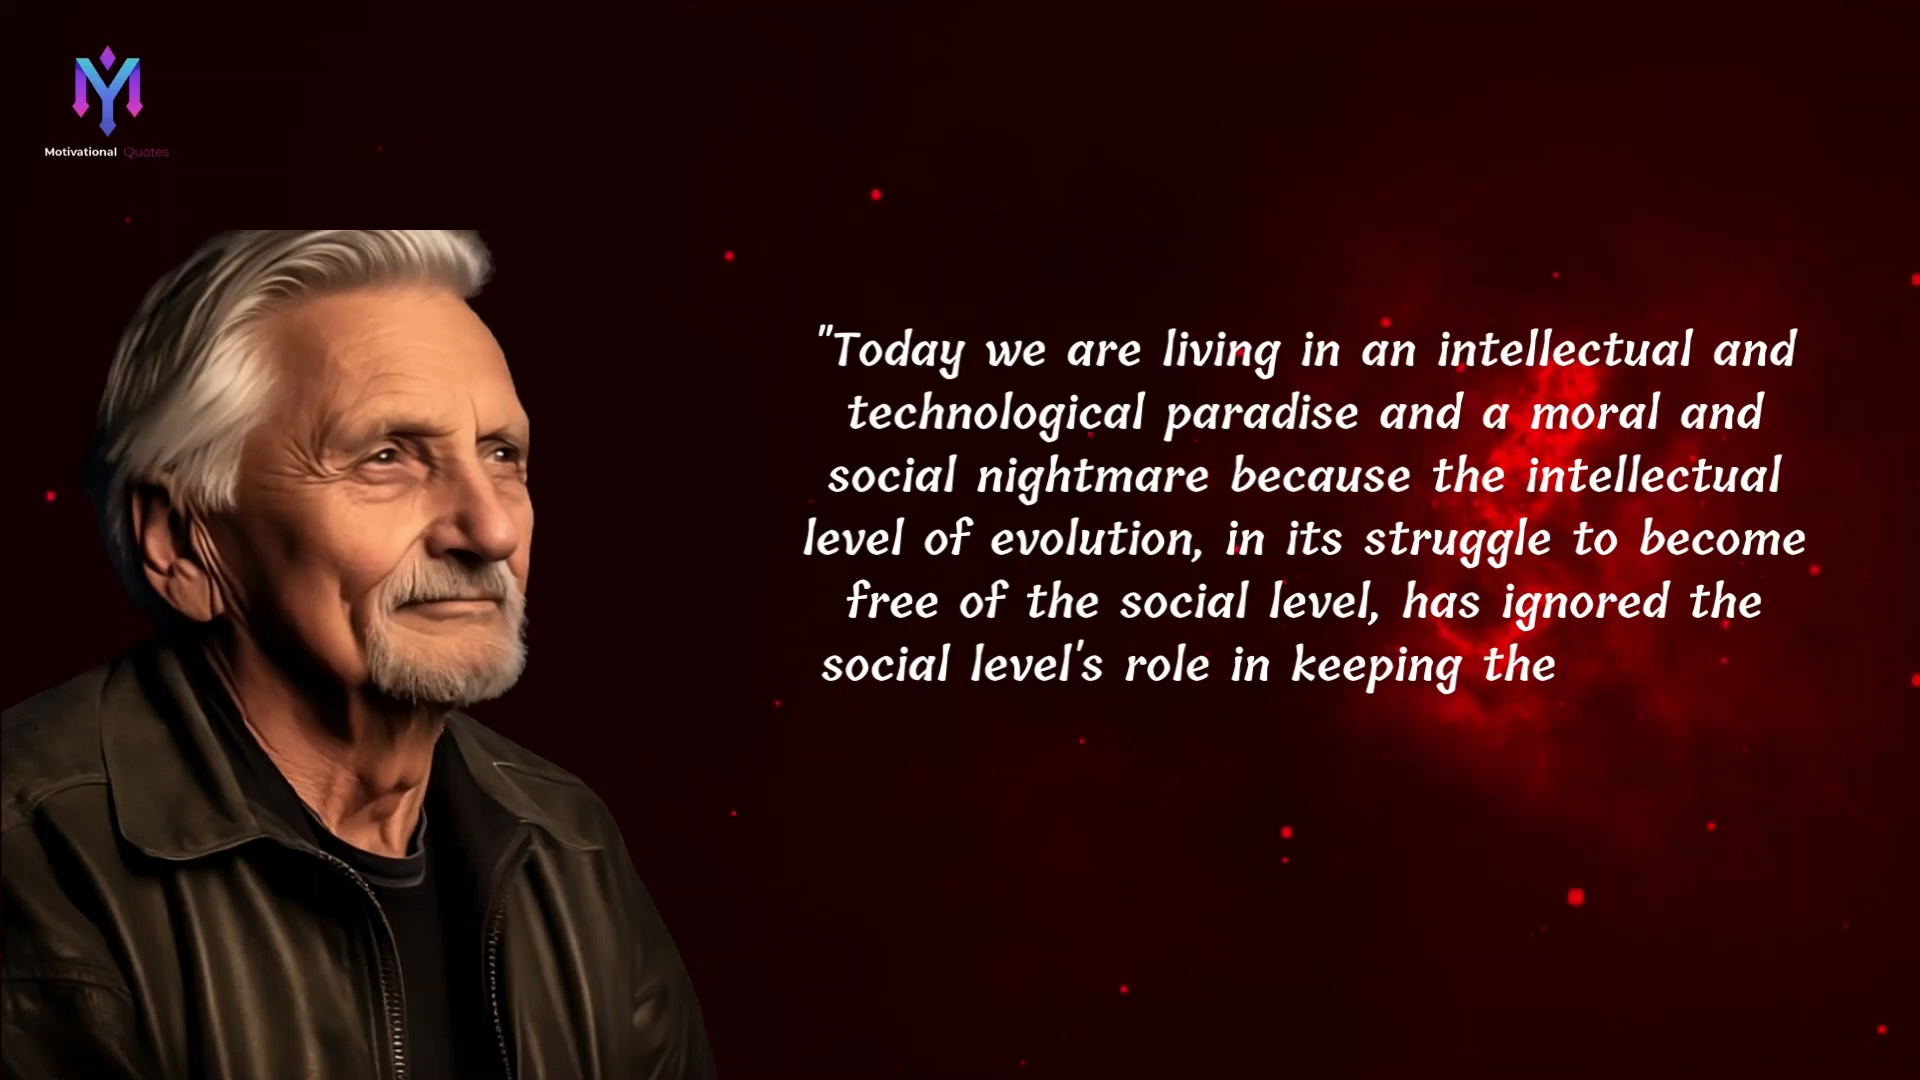 Motivational Quotes
"Today we are living in an intellectual and
technological paradise and a moral and
social nightmare because the intellectual
level of evolution, in its struggle to become
free of the social level, has ignored the
social level's role in keeping the